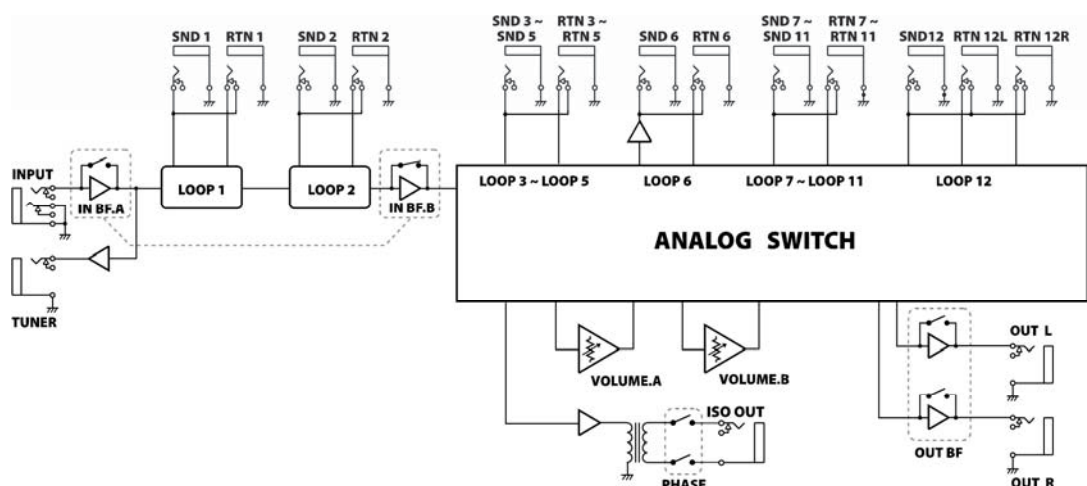 SND 1 RTN 1 SND 2 RTN 2
SND 3 ~ SND 5 RTN 3 ~ RTN 5 SND 6 RTN 6 SND 7 ~ SND 11 RTN 7 ~ RTN 11 SND12 RTN 12L RTN 12R
INPUT
IN BF.A
LOOP 1
LOOP 2
IN BF.B
LOOP 3 ~ LOOP 5
LOOP 6
LOOP 7 ~ LOOP 11
LOOP 12
ANALOG SWITCH
TUNER
VOLUME.A
VOLUME.B
OUT L
ISO OUT
OUT BF
PHASE
OUT R